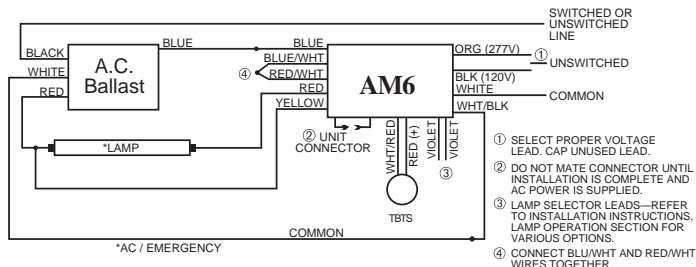 SWITCHED OR
UNSWITCHED
LINE
BLACK
BLUE
BLUE
ORG (277V)
①
WHITE
A.C.
Ballast
BLUE/WHT
AM6
UNSWITCHED
④
RED/WHT
BLK (120V)
RED
RED
WHITE
COMMON
YELLOW
WHT/BLK
② UNIT
CONNECTOR
*LAMP
WHT/RED
RED (+)
VIOLET
VIOLET
③
TBTS
COMMON
*AC / EMERGENCY
① SELECT PROPER VOLTAGE
LEAD. CAP UNUSED LEAD.
② DO NOT MATE CONNECTOR UNTIL
INSTALLATION IS COMPLETE AND
AC POWER IS SUPPLIED.
③ LAMP SELECTOR LEADS—REFER
TO INSTALLATION INSTRUCTIONS,
LAMP OPERATION SECTION FOR
VARIOUS OPTIONS.
④ CONNECT BLU/WHT AND RED/WHT
WIRES TOGETHER